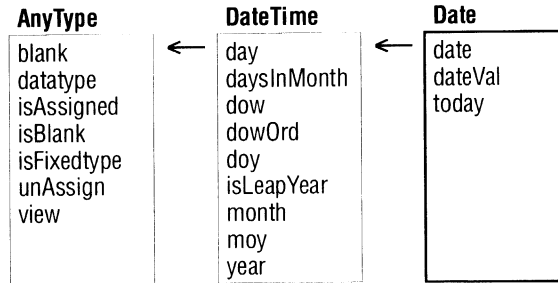 AnyType
blank
datatype
isAssigned
isBlank
isFixedtype
unAssign
view
DateTime
day
daysInMonth
dow
dowOrd
doy
isLeapYear
month
moy
year
Date
date
dateVal
today